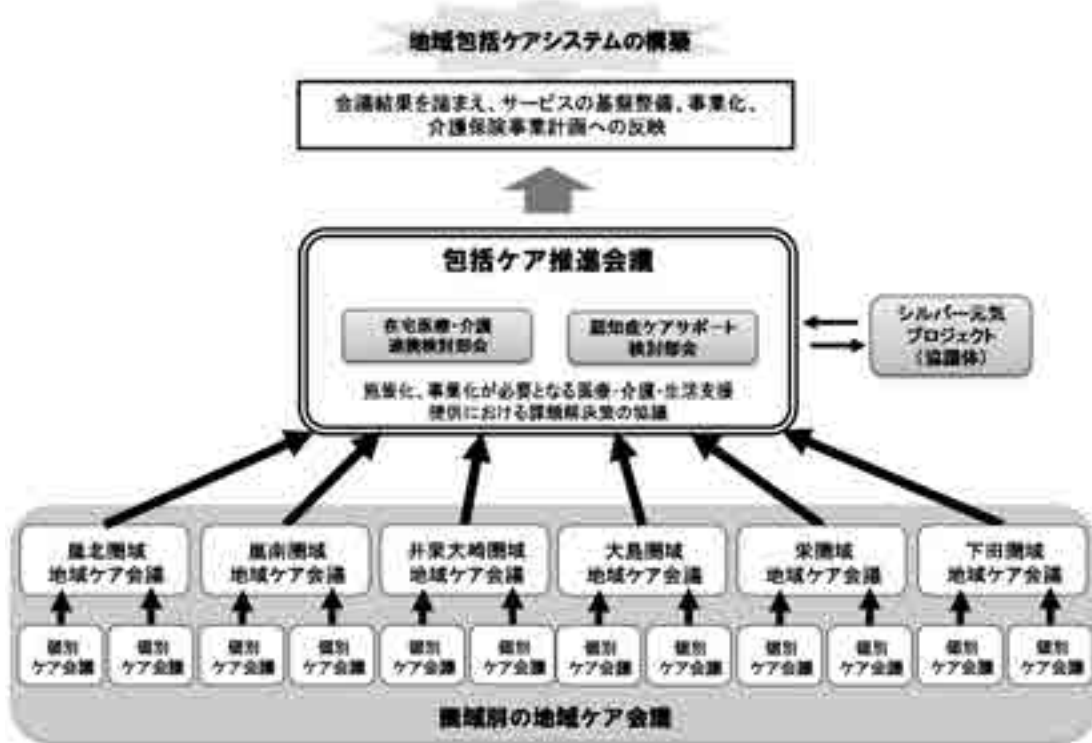 地域包括ケアシステムの構築
会議結果を踏まえ、サービスの基盤整備、事業化、
介護保険事業計画への反映
包括ケア推進会議
在宅医療・介護
連携検討部会
認知症ケアサポート
検討部会
シルバー元気
プロジェクト
(協議体)
施策化、事業化が必要となる医療・介護・生活支援
提供における課題解決策の協議
嵐北圏域
地域ケア会議
嵐南圏域
地域ケア会議
井栗大崎圏域
地域ケア会議
大島圏域
地域ケア会議
栄圏域
地域ケア会議
下田圏域
地域ケア会議
個別
ケア会議
個別
ケア会議
個別
ケア会議
個別
ケア会議
個別
ケア会議
個別
ケア会議
個別
ケア会議
個別
ケア会議
個別
ケア会議
個別
ケア会議
個別
ケア会議
個別
ケア会議
圏域別の地域ケア会議